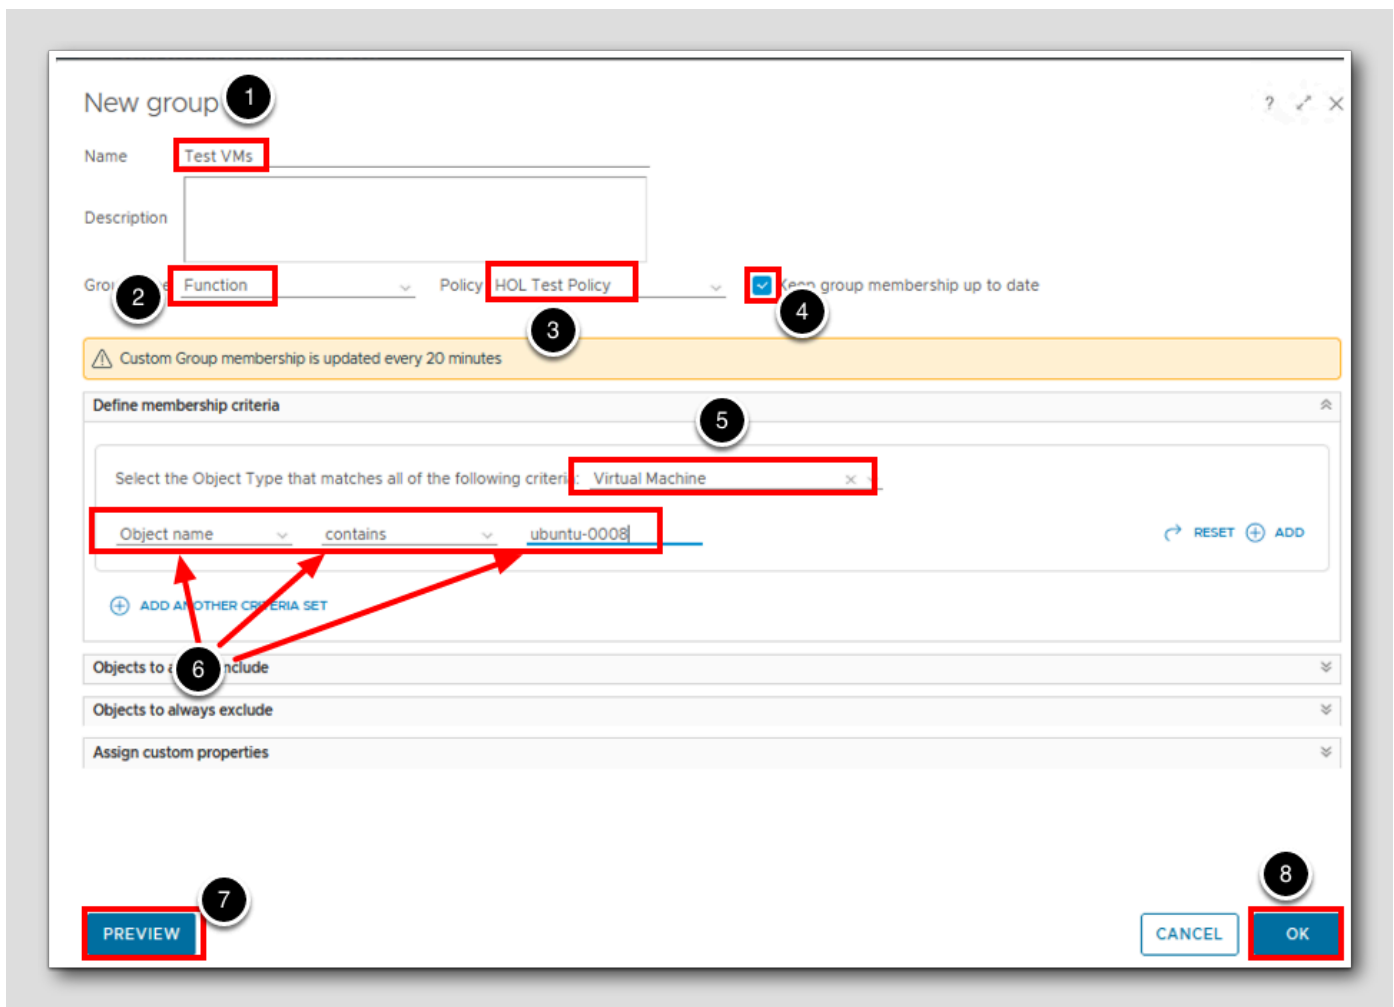 New group 1
? 
Name Test VMs
Description
2 Function Policy HOL Test Policy group membership up to date
3 4
Custom Group membership is updated every 20 minutes
Define membership criteria
5
Select the Object Type that matches all of the following criteria: Virtual Machine
Object name contains ubuntu-0008 RESET ADD
ADD ANOTHER CRITERIA SET
Objects to 6
Objects to always exclude
Assign custom properties
7 8
PREVIEW CANCEL OK